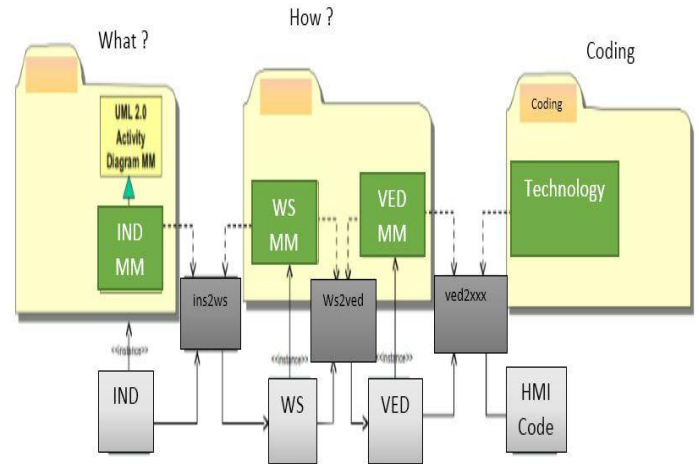 What ?
How ?
Coding
UML 2.0
Activity
Diagram MM
IND
MM
WS
MM
VED
MM
Coding
Technology
ins2ws
Ws2ved
ved2xxx
<<instance>>
<<instance>>
<<instance>>
IND
WS
VED
HMI
Code